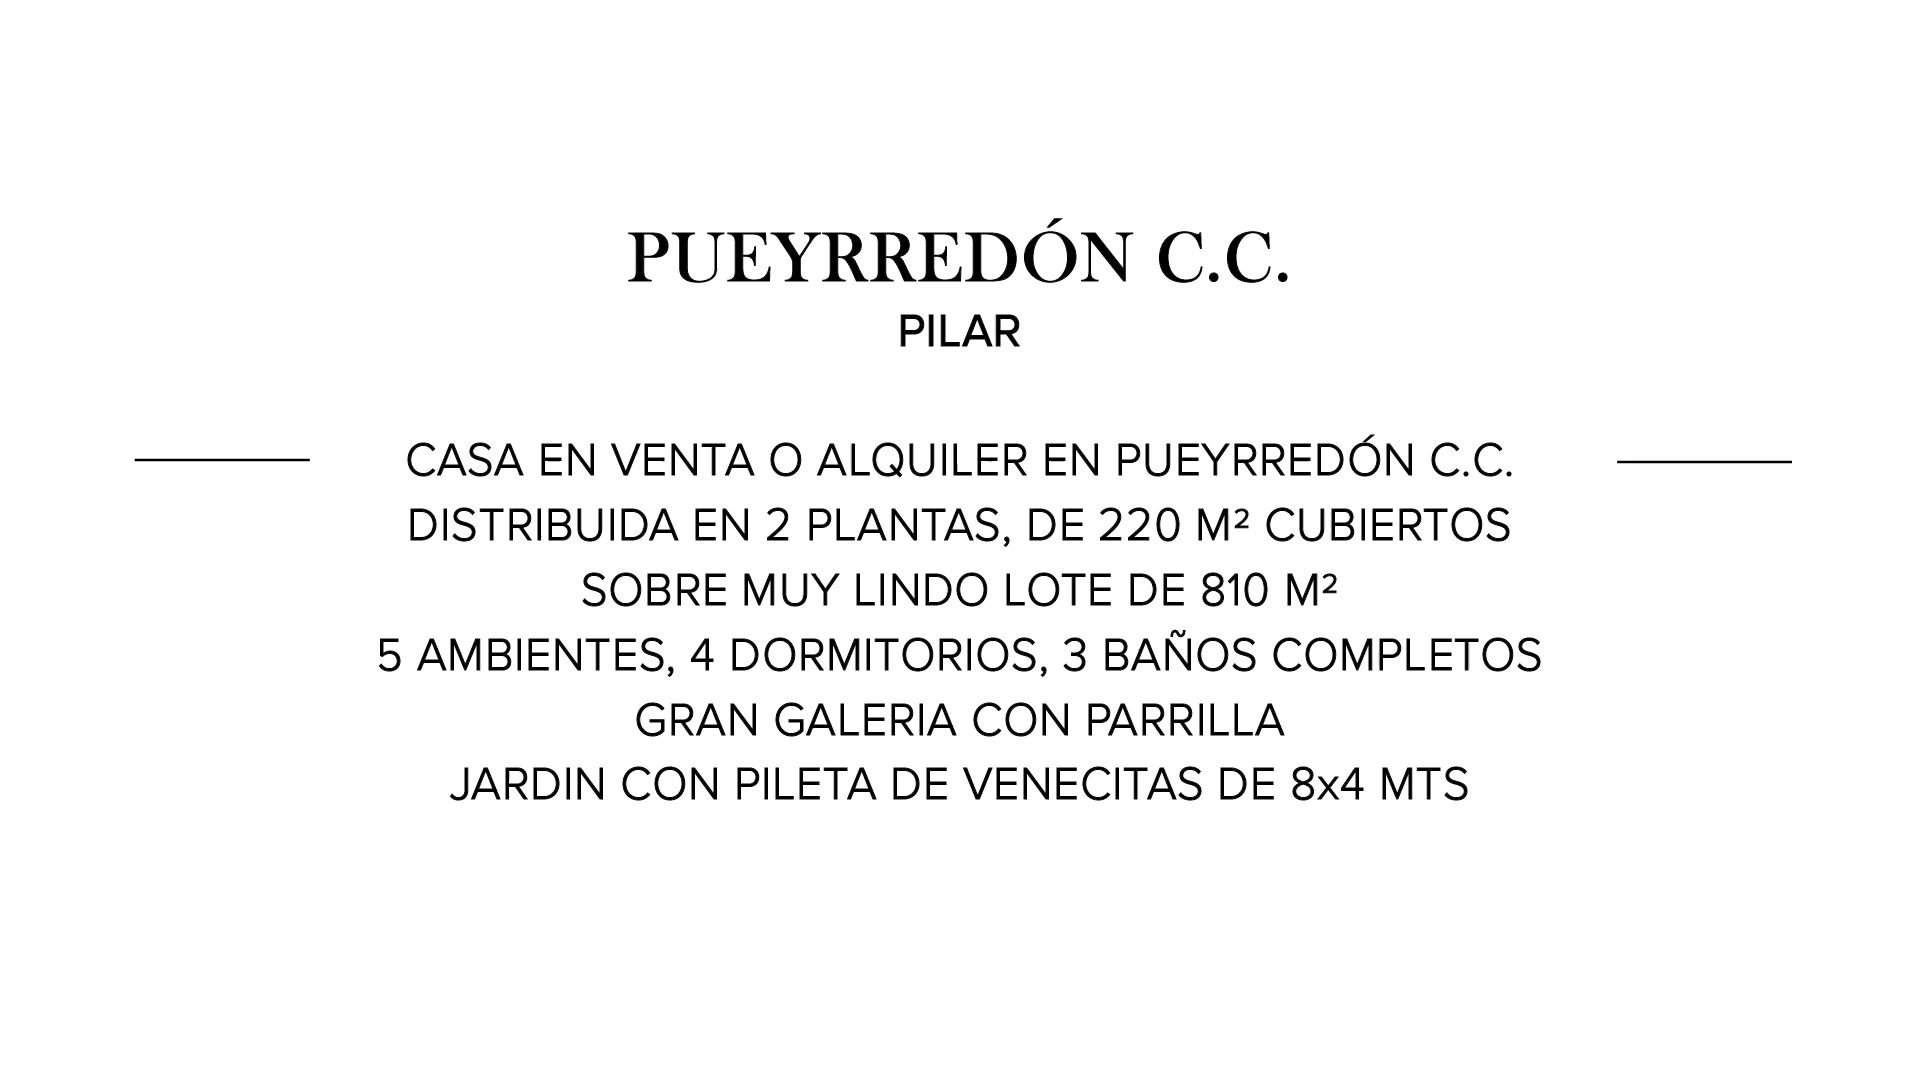 PUEYRREDÓN C.C.
PILAR
CASA EN VENTA O ALQUILER EN PUEYRREDÓN C.C.
DISTRIBUIDA EN 2 PLANTAS, DE 220 M² CUBIERTOS
SOBRE MUY LINDO LOTE DE 810 M²
5 AMBIENTES, 4 DORMITORIOS, 3 BAÑOS COMPLETOS
GRAN GALERIA CON PARRILLA
JARDIN CON PILETA DE VENECITAS DE 8x4 MTS